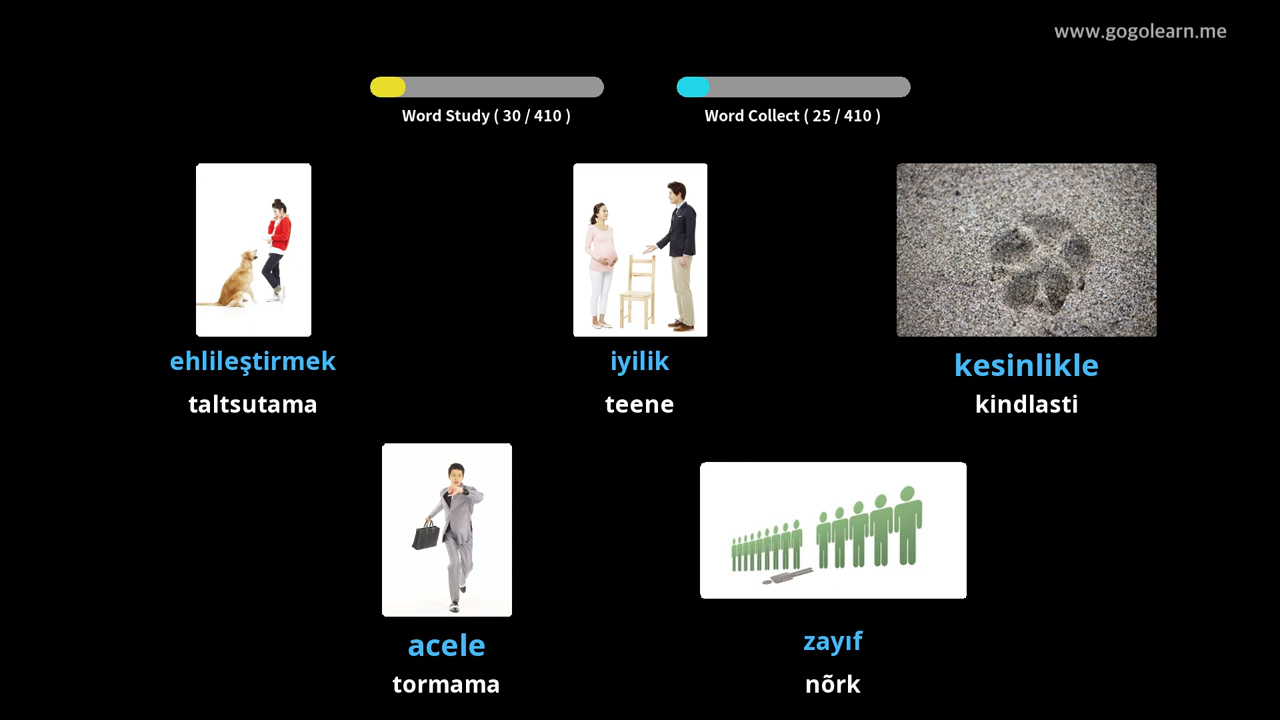 www.gogolearn.me
Word Study ( 30 / 410 )
Word Collect ( 25 / 410 )
ehlileştirmek
taltsutama
iyilik
teene
kesinlikle
kindlasti
acele
tormama
zayıf
nõrk